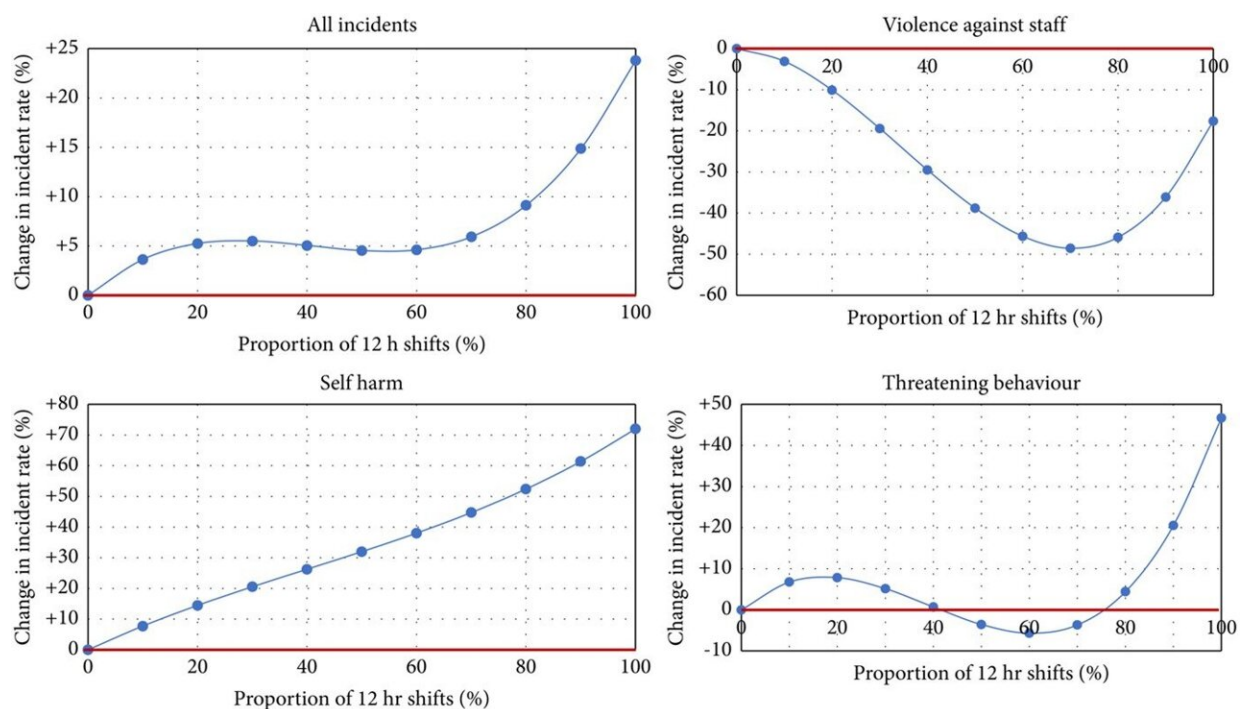 All incidents
Change in incident rate (%)
+25
+20
+15
+10
+5
0
0 20 40 60 80 100
Proportion of 12 h shifts (%)
Violence against staff
Change in incident rate (%)
0
0 20 40 60 80 100
-10
-20
-30
-40
-50
-60
Proportion of 12 hr shifts (%)
Self harm
Change in incident rate (%)
+80
+70
+60
+50
+40
+30
+20
+10
0
0 20 40 60 80 100
Proportion of 12 hr shifts (%)
Threatening behaviour
Change in incident rate (%)
+50
+40
+30
+20
+10
0
0 20 40 60 80 100
-10
Proportion of 12 hr shifts (%)